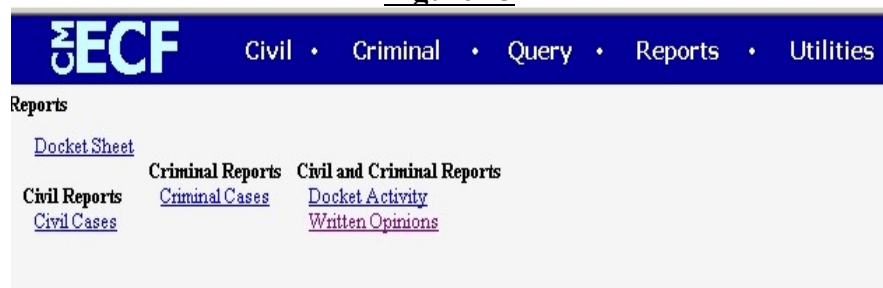 CM ECF Civil • Criminal • Query • Reports • Utilities
Reports
Docket Sheet
Criminal Reports Civil and Criminal Reports
Civil Reports Criminal Cases Docket Activity
Civil Cases Written Opinions